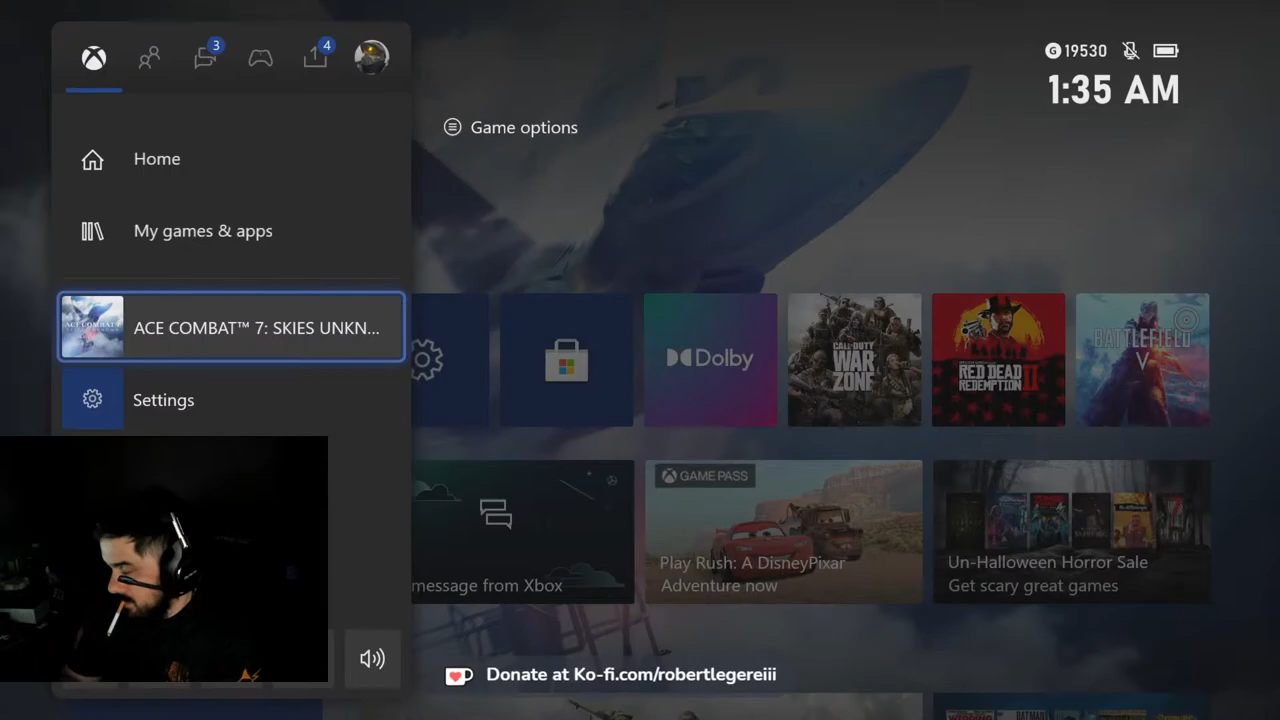 3
4
G 19530
1:35 AM
Game options
Home
My games & apps
ACE COMBAT™ 7: SKIES UNKN...
Settings
Dolby
CALL OF DUTY
WAR
ZONE
RED DEAD
REDEMPTION II
BATTLEFIELD
V
message from Xbox
GAME PASS
Play Rush: A DisneyPixar
Adventure now
Un-Halloween Horror Sale
Get scary great games
Donate at Ko-fi.com/robertlegereiii